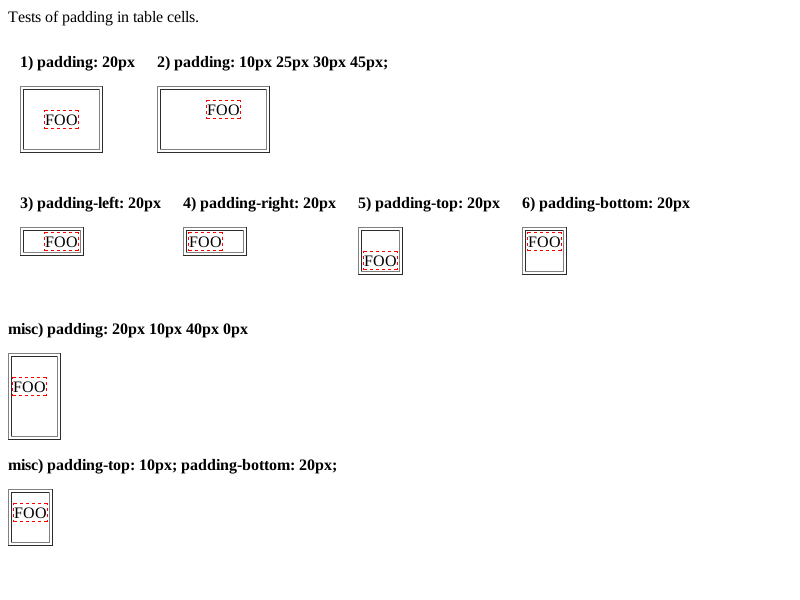 Tests of padding in table cells.
1) padding: 20px 2) padding: 10px 25px 30px 45px;
FOO FOO
3) padding-left: 20px 4) padding-right: 20px 5) padding-top: 20px 6) padding-bottom: 20px
FOO FOO FOO FOO
misc) padding: 20px 10px 40px 0px
FOO
misc) padding-top: 10px; padding-bottom: 20px;
FOO